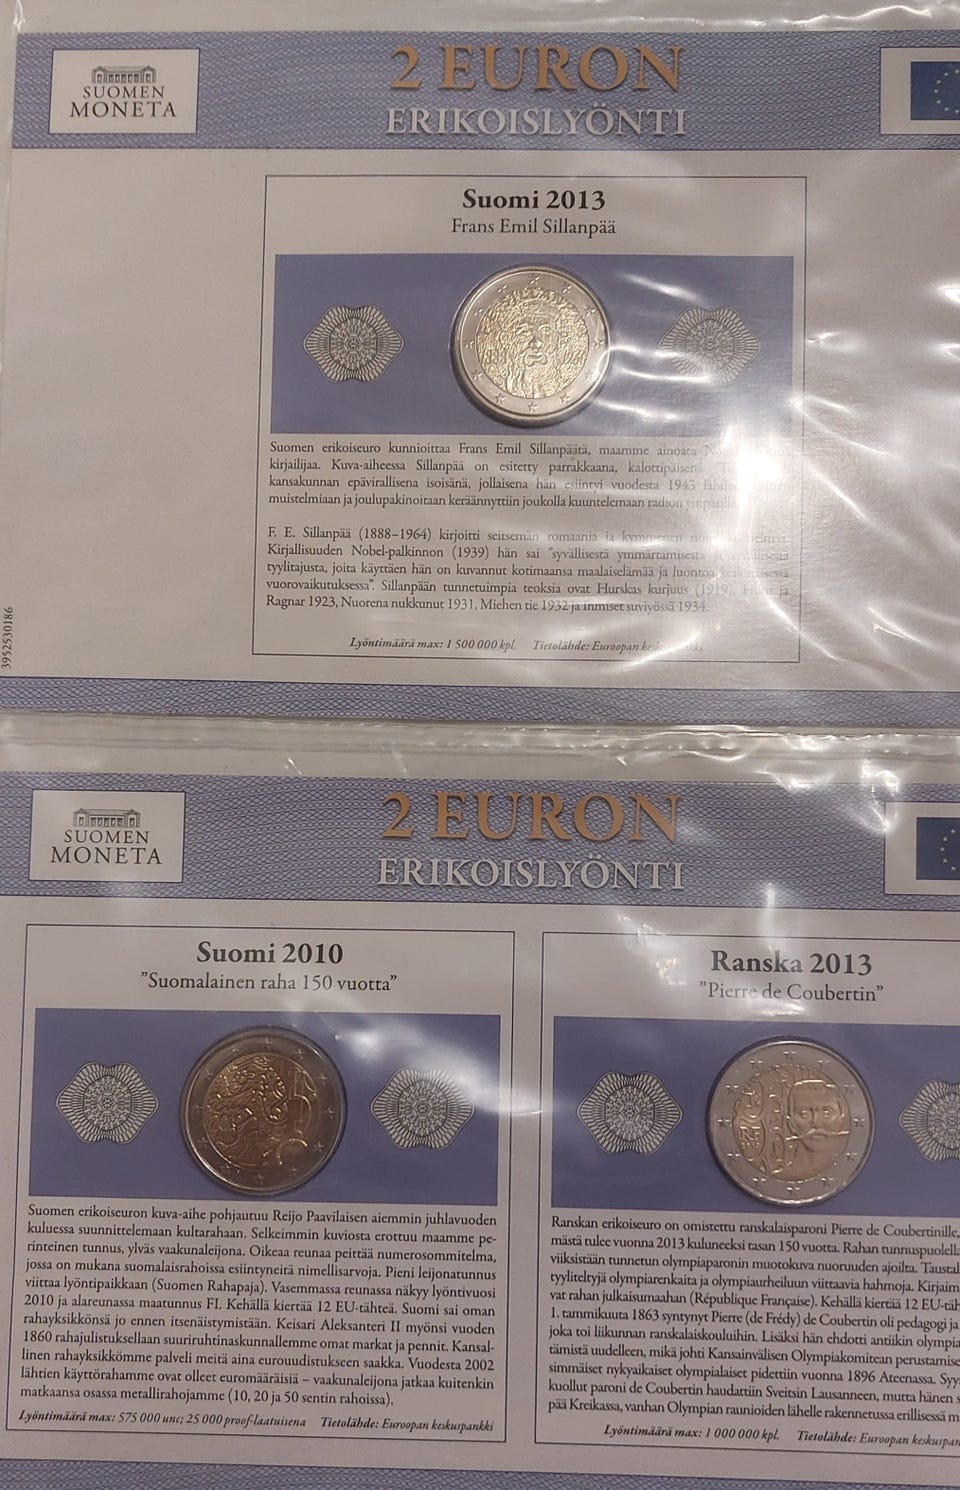 SUOMEN
MONETA
2 EURON
ERIKOISLYÖNTI
Suomi 2013
Frans Emil Sillanpää
Suomen erikoiseuro kunnioittaa Frans Emil Sillanpäätä, maamme ainoata
kirjailijaa. Kuva-aiheessa Sillanpää on esitetty parrakkaana, kalottipäisenä
kansakunnan epävirallisena isoisänä, jollaisena hän esiintyi vuodesta 1943
muistelmiaan ja joulupakinoitaan keräännyttiin joukolla kuuntelemaan radion
F. E. Sillanpää (1888–1964) kirjoitti seitsemän romaania ja kymmenen
Kirjallisuuden Nobel-palkinnon (1939) hän sai "syvällisestä ymmärtämisestä
tyylitajusta, joita käyttäen hän on kuvannut kotimaansa maalaiselämää ja luontoa
vuorovaikutuksessa". Sillanpään tunnetuimpia teoksia ovat Hurskas kurjuus (1919), ja
Ragnar 1923, Nuorena nukkunut 1931, Miehen tie 1932 ja Ihmiset suviyössä 1934.
Lyöntimäärä max: 1 500 000 kpl. Tietolähde: Euroopan
3952530186
SUOMEN
MONETA
2 EURON
ERIKOISLYÖNTI
Suomi 2010
"Suomalainen raha 150 vuotta"
Suomen erikoiseuron kuva-aihe pohjautuu Reijo Paavilaisen aiemmin juhlavuoden
kuluessa suunnittelemaan kultarahaan. Selkeimmin kuviosta erottuu maamme pe-
rinteinen tunnus, ylväs vaakunaleijona. Oikeaa reunaa peittää numerosommitelma,
jossa on mukana suomalaisrahoissa esiintyneitä nimellisarvoja. Pieni leijonatunnus
viittaa lyöntipaikkaan (Suomen Rahapaja). Vasemmassa reunassa näkyy lyöntivuosi
2010 ja alareunassa maatunnus FI. Kehällä kiertää 12 EU-tähteä. Suomi sai oman
rahayksikkönsä jo ennen itsenäistymistään. Keisari Aleksanteri II myönsi vuoden
1860 rahajulistuksellaan suuriruhtinaskunnallemme omat markat ja pennit. Kansal-
linen rahayksikkömme palveli meitä aina eurouudistukseen saakka. Vuodesta 2002
lähtien käyttörahamme ovat olleet euromääräisiä – vaakunaleijona jatkaa kuitenkin
matkaansa osassa metallirahojamme (10, 20 ja 50 sentin rahoissa).
Lyöntimäärä max: 575 000 unc; 25 000 proof-laatuisena Tietolähde: Euroopan keskuspankki
Ranska 2013
"Pierre de Coubertin"
Ranskan erikoiseuro on omistettu ranskalaisparoni Pierre de Coubertinille,
mästä tulee vuonna 2013 kuluneeksi tasan 150 vuotta. Rahan tunnuspuolella
viiksistään tunnetun olympiaparonin muotokuva nuoruuden ajoilta. Taustal
tyyliteltyjä olympiarenkaita ja olympiaurheiluun viittaavia hahmoja. Kirjaim
vat rahan julkaisumaahan (République Française). Kehällä kiertää 12 EU-täh
1. tammikuuta 1863 syntynyt Pierre (de Frédy) de Coubertin oli pedagogi ja
joka toi liikunnan ranskalaiskouluihin. Lisäksi hän ehdotti antiikin olympia
tämistä uudelleen, mikä johti Kansainvälisen Olympiakomitean perustamise
simmäiset nykyaikaiset olympialaiset pidettiin vuonna 1896 Ateenassa. Syy
kuollut paroni de Coubertin haudattiin Sveitsin Lausanneen, mutta hänen s
pää Kreikassa, vanhan Olympian raunioiden lähelle rakennetussa erillisessä m
Lyöntimäärä max: 1 000 000 kpl. Tietolähde: Euroopan keskuspan